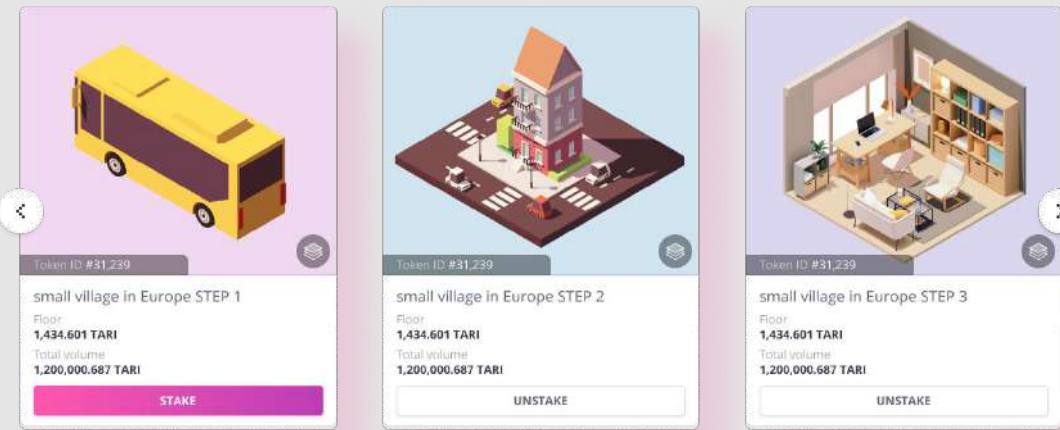 Token ID #31,239
small village in Europe STEP 1
Floor
1,434.601 TARI
Total volume
1,200,000.687 TARI
STAKE
Token ID #31,239
small village in Europe STEP 2
Floor
1,434.601 TARI
Total volume
1,200,000.687 TARI
UNSTAKE
Token ID #31,239
small village in Europe STEP 3
Floor
1,434.601 TARI
Total volume
1,200,000.687 TARI
UNSTAKE